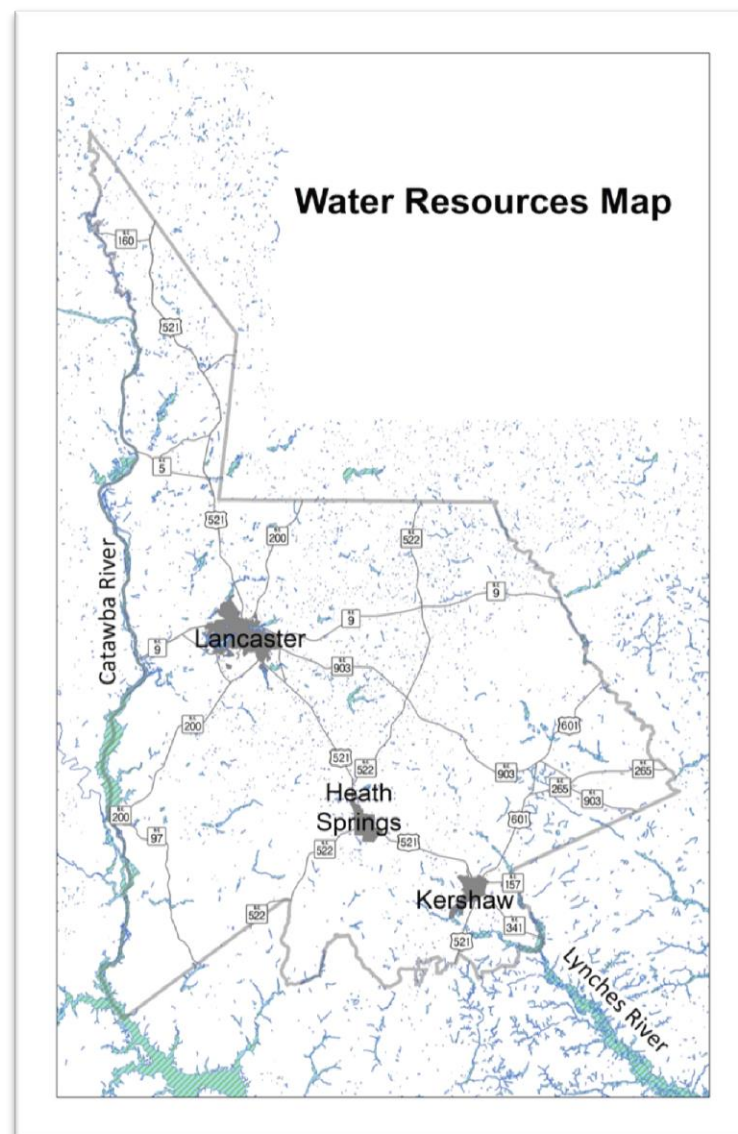 Water Resources Map
S.C. 160
521
S.C. 5
521
S.C. 200
S.C. 522
S.C. 9
S.C. 9
Catawba River
Lancaster
S.C. 9
S.C. 903
S.C. 200
601
521
S.C. 522
S.C. 903
S.C. 265
S.C. 265
Heath
Springs
S.C. 903
S.C. 200
601
S.C. 97
S.C. 522
521
S.C. 157
Kershaw
S.C. 522
S.C. 341
521
Lynches River